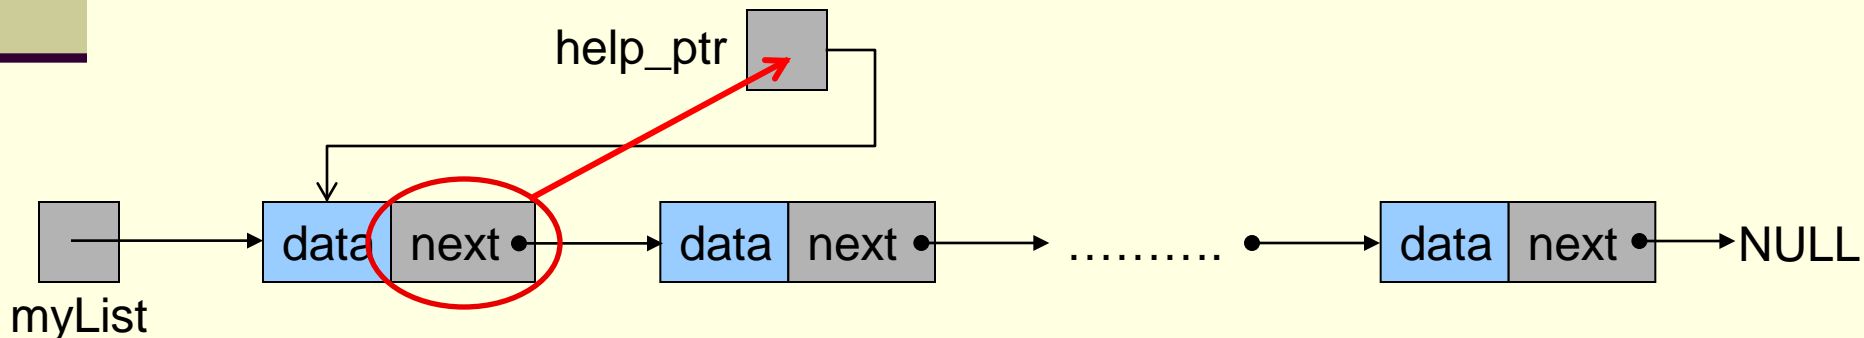 help_ptr
data next data next ………. data next NULL
myList